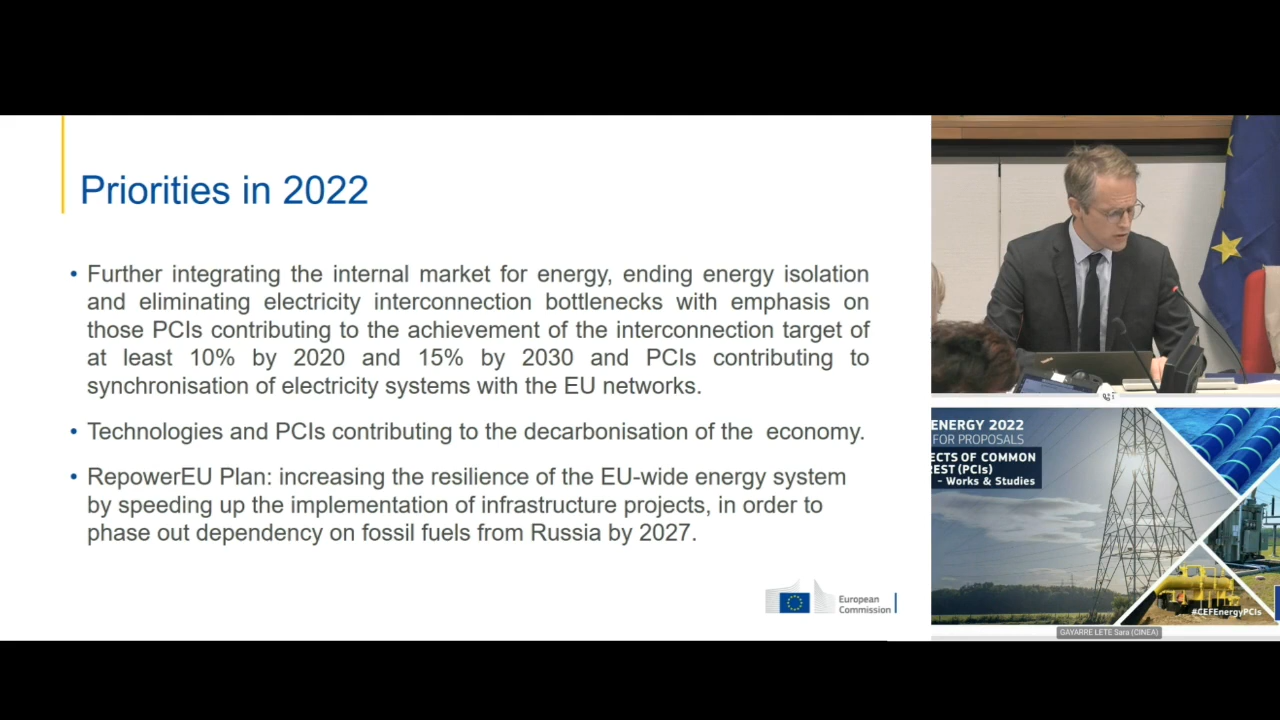 Priorities in 2022
• Further integrating the internal market for energy, ending energy isolation
and eliminating electricity interconnection bottlenecks with emphasis on
those PCIs contributing to the achievement of the interconnection target of
at least 10% by 2020 and 15% by 2030 and PCIs contributing to
synchronisation of electricity systems with the EU networks.
• Technologies and PCIs contributing to the decarbonisation of the economy.
• RepowerEU Plan: increasing the resilience of the EU-wide energy system
by speeding up the implementation of infrastructure projects, in order to
phase out dependency on fossil fuels from Russia by 2027.
European
Commission
ENERGY 2022
FOR PROPOSALS
ECTS OF COMMON
REST (PCIs)
- Works & Studies
#CEFEnergyPCIs
GAYARRE LETE Sara (CINEA)